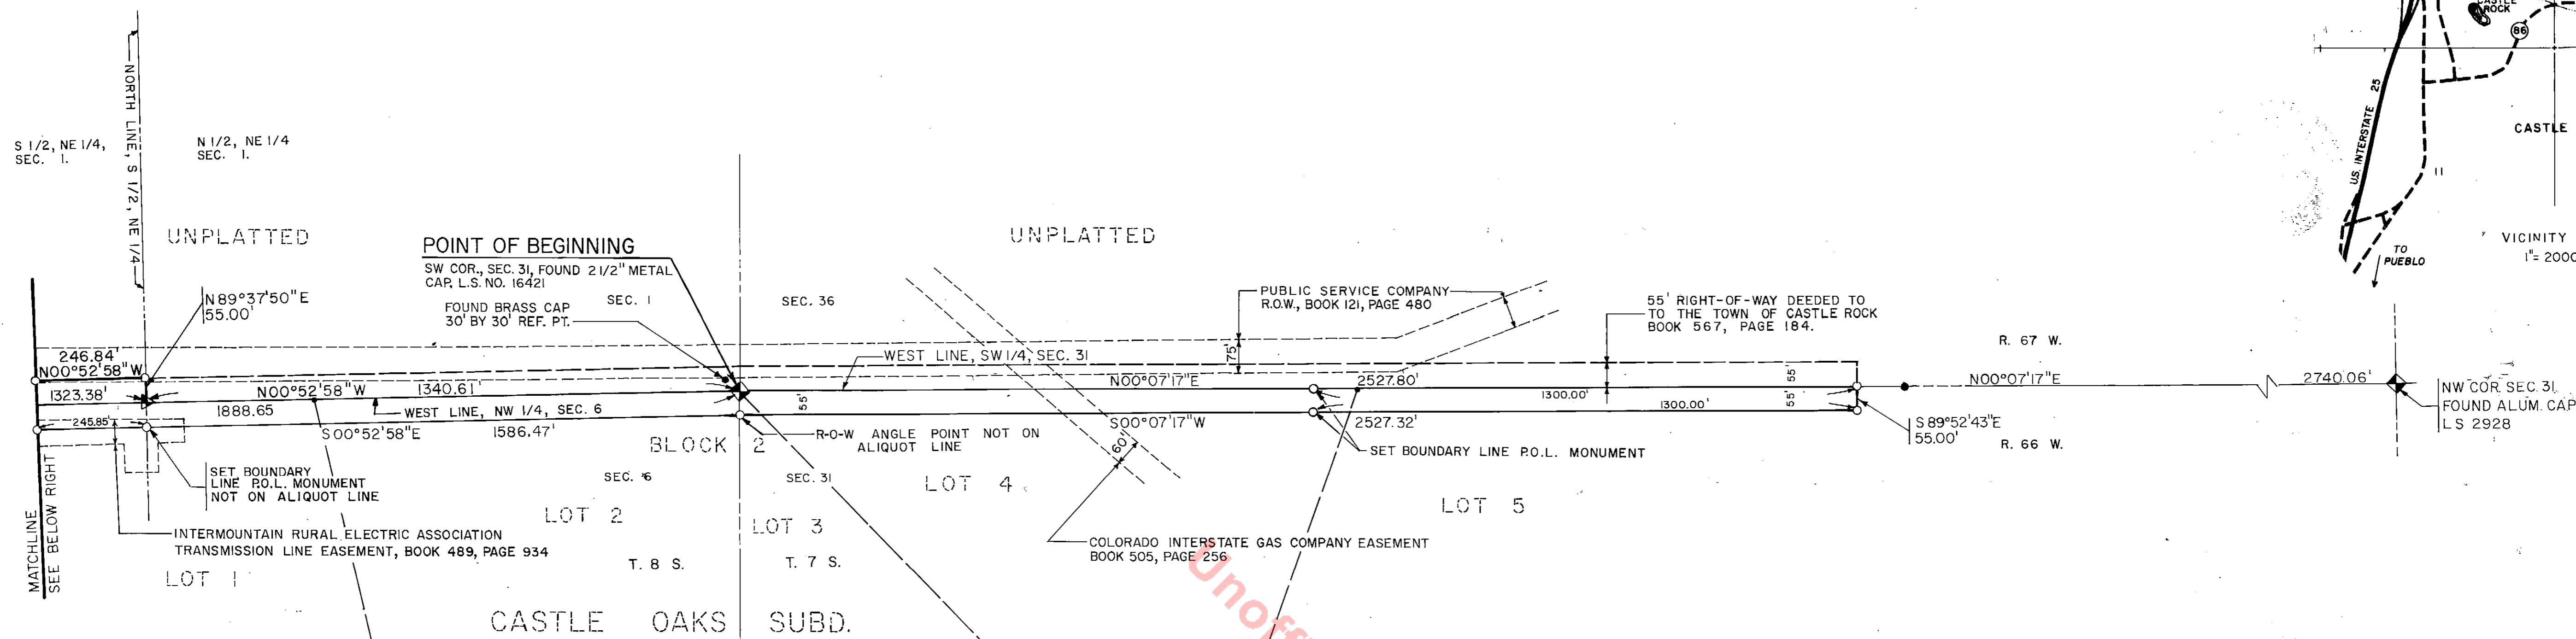 NORTH LINE, S 1/2, NE 1/4
S 1/2, NE 1/4,
SEC. 1.
N 1/2, NE 1/4
SEC. 1.
UNPLATTED
POINT OF BEGINNING
SW COR., SEC. 31, FOUND 2 1/2" METAL
CAP. L.S. NO. 16421
FOUND BRASS CAP
30' BY 30' REF. PT.
SEC. 1
SEC. 36
UNPLATTED
N 89°37'50" E
55.00'
PUBLIC SERVICE COMPANY
R.O.W., BOOK 121, PAGE 480
55' RIGHT-OF-WAY DEEDED TO
TO THE TOWN OF CASTLE ROCK
BOOK 567, PAGE 184.
R. 67 W.
246.84'
N00°52'58"W
1323.38'
N00°52'58"W
1340.61'
1888.65
WEST LINE, NW 1/4, SEC. 6
245.85'
S00°52'58"E
1586.47'
WEST LINE, SW 1/4, SEC. 31
75'
55'
N00°07'17"E
2527.80'
1300.00'
1300.00'
55'
55'
N00°07'17"E
2740.06'
NW COR. SEC. 31
FOUND ALUM. CAP
LS 2928
S00°07'17"W
2527.32'
S 89°52'43"E
55.00'
R. 66 W.
R-O-W ANGLE POINT NOT ON
ALIQUOT LINE
60'
SET BOUNDARY LINE P.O.L. MONUMENT
BLOCK 2
SEC. 6
SEC. 31
LOT 4
LOT 5
SET BOUNDARY
LINE P.O.L. MONUMENT
NOT ON ALIQUOT LINE
LOT 2
LOT 3
INTERMOUNTAIN RURAL ELECTRIC ASSOCIATION
TRANSMISSION LINE EASEMENT, BOOK 489, PAGE 934
COLORADO INTERSTATE GAS COMPANY EASEMENT
BOOK 505, PAGE 256
T. 8 S.
T. 7 S.
LOT 1
MATCHLINE
SEE BELOW RIGHT
CASTLE OAKS SUBD.
CASTLE
ROCK
86
U.S. INTERSTATE 25
CASTLE
11
VICINITY
1"= 2000
TO
PUEBLO
Unoff